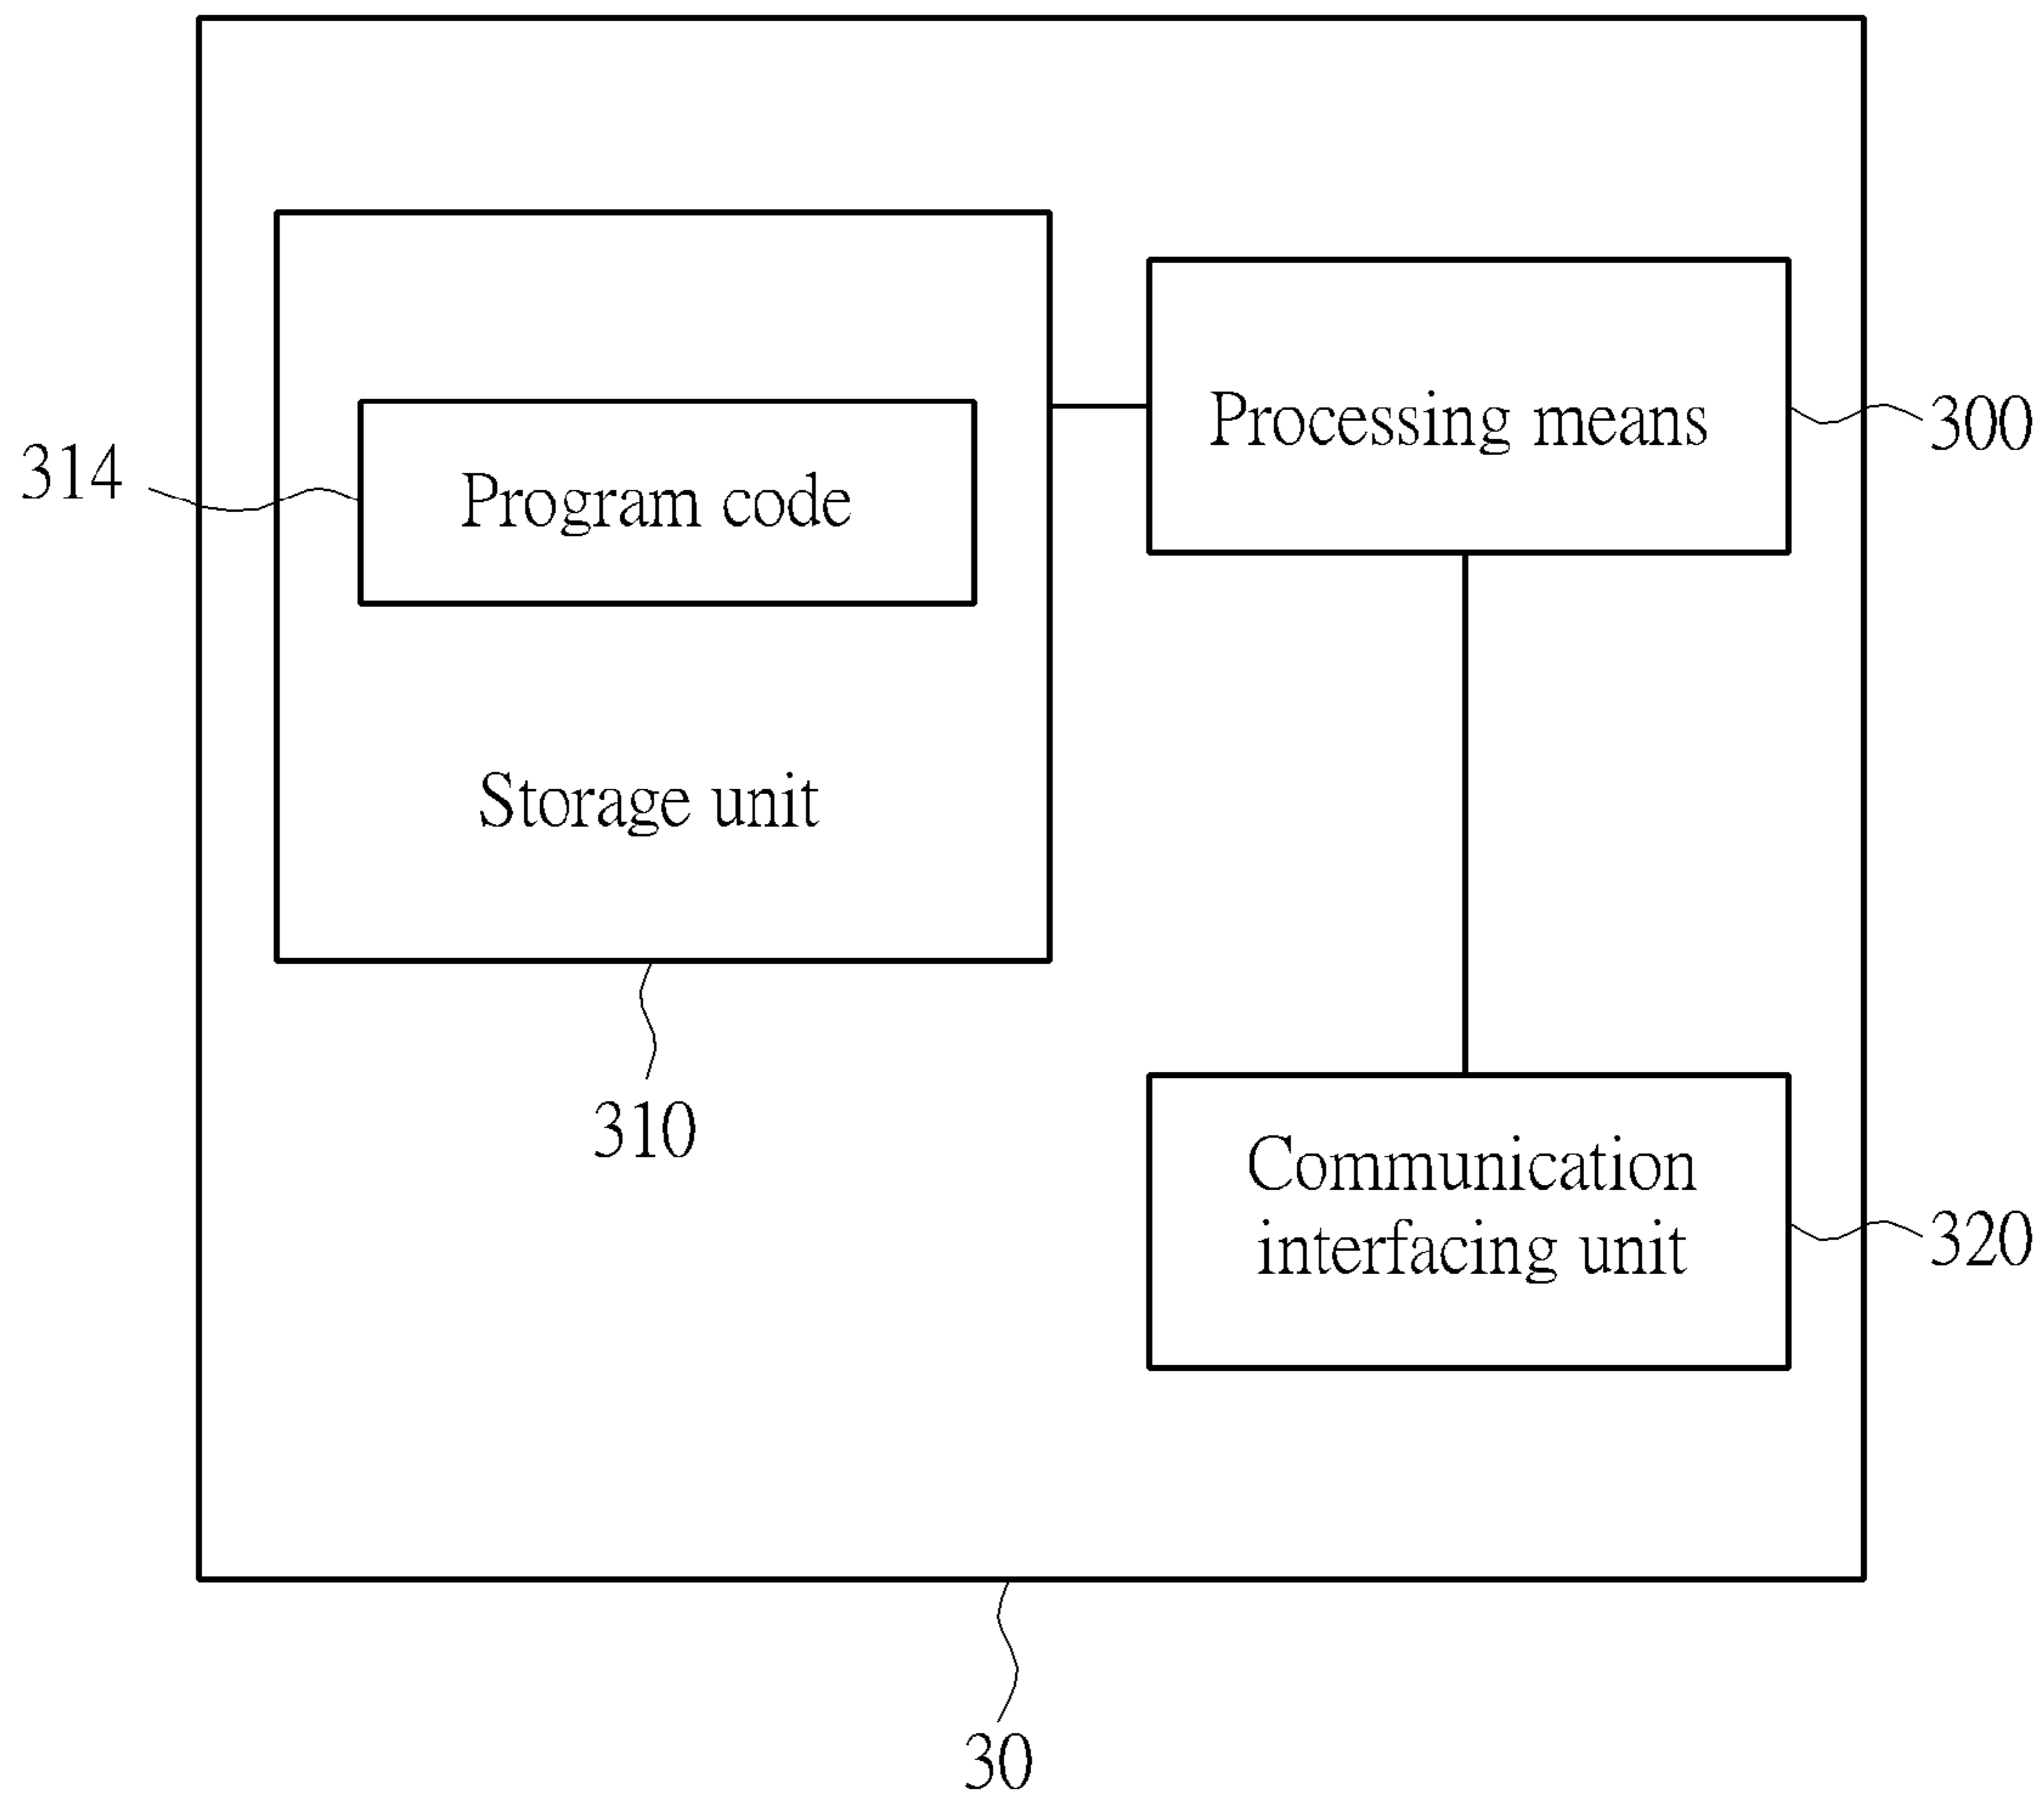 Processing means
300
314
Program code
Storage unit
310
Communication
interfacing unit
320
30